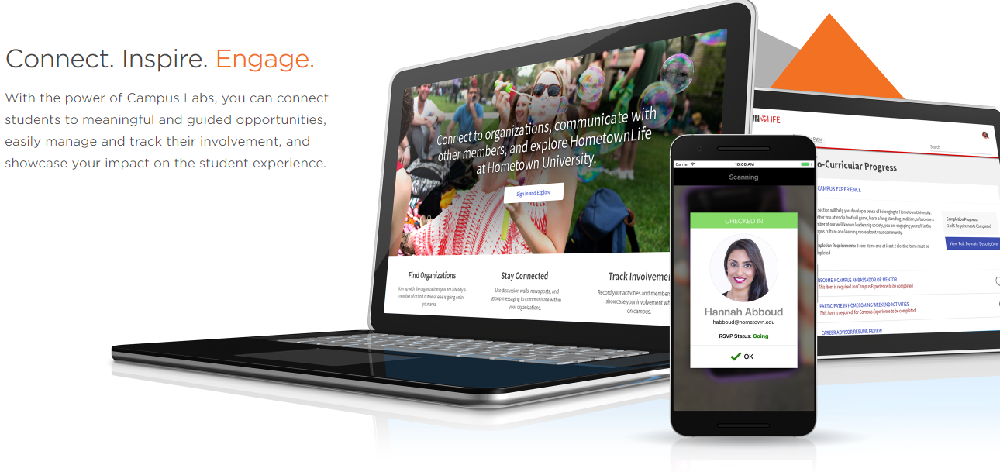 Connect. Inspire. Engage.
With the power of Campus Labs, you can connect
students to meaningful and guided opportunities,
easily manage and track their involvement, and
showcase your impact on the student experience.
Connect to organizations, communicate with
other members, and explore HometownLife
at Hometown University.
Sign In and Explore
Find Organizations
Join up with the organizations you are already a
member of or find out what else is going on in
your area.
Stay Connected
Use discussion walls, news posts, and
group messaging to communicate within
your organizations.
Track Involvemen
Record your activities and members
showcase your involvement wh
on campus.
Carrier
10:06 AM
Scanning
CHECKED IN
Hannah Abboud
habboud@hometown.edu
RSVP Status: Going
OK
LIFE
Paths
Search
o-Curricular Progress
CAMPUS EXPERIENCE
section will help you develop a sense of belonging to Hometown University.
ther you attend a football game, learn a long-standing tradition, or become a
mber of our well-known leadership society, you are engaging yourself in the
mpus culture and learning more about your community.
mpletion Requirements: 3 core items and at least 2 elective items must be
mpleted
Completion Progress:
1 of 5 Requirements Completed.
View Full Domain Description
BECOME A CAMPUS AMBASSADOR OR MENTOR
This item is required for Campus Experience to be completed
PARTICIPATE IN HOMECOMING WEEKEND ACTIVITIES
This item is required for Campus Experience to be completed
CAREER ADVISOR RESUME REVIEW